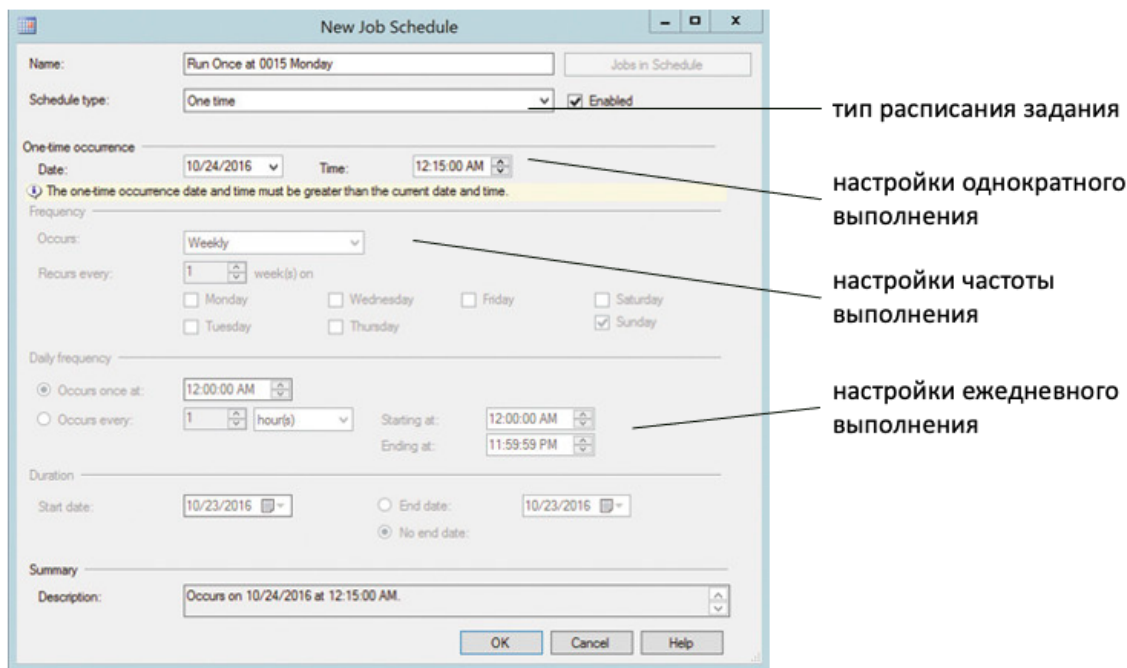 New Job Schedule
Name: Run Once at 0015 Monday Jobs in Schedule
Schedule type: One time Enabled
тип расписания задания
One-time occurrence
Date: 10/24/2016 Time: 12:15:00 AM
The one-time occurrence date and time must be greater than the current date and time.
настройки однократного
выполнения
Frequency
Occurs: Weekly
Recurs every: 1 week(s) on
настройки частоты
выполнения
Monday Wednesday Friday Saturday
Tuesday Thursday Sunday
Daily frequency
Occurs once at: 12:00:00 AM
настройки ежедневного
выполнения
Occurs every: 1 hour(s) Starting at: 12:00:00 AM
Ending at: 11:59:59 PM
Duration
Start date: 10/23/2016 End date: 10/23/2016
No end date:
Summary
Description: Occurs on 10/24/2016 at 12:15:00 AM.
OK Cancel Help